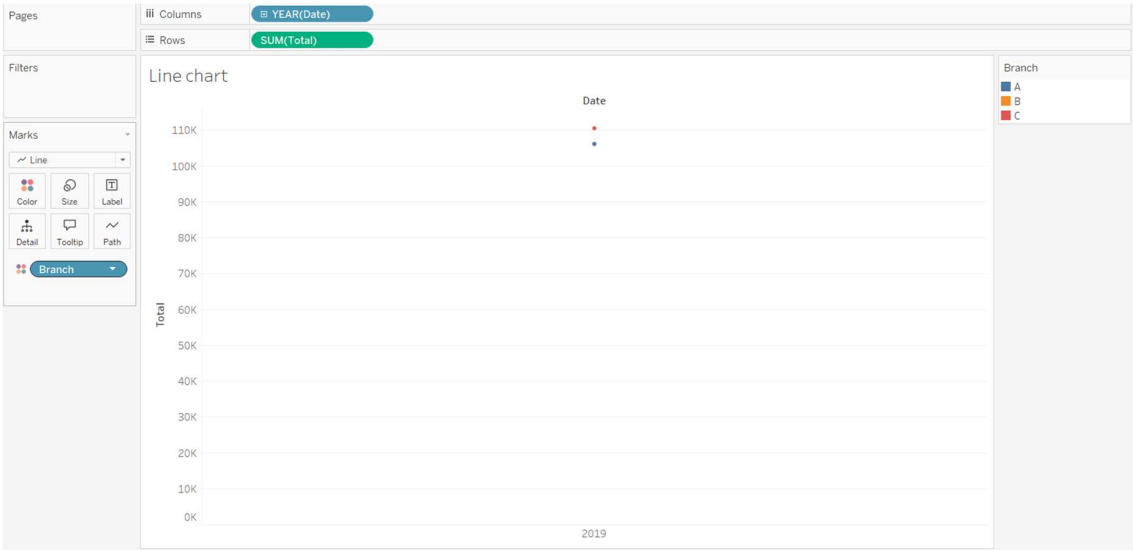 Pages
Columns
YEAR(Date)
Rows
SUM(Total)
Filters
Marks
Line
Color
Size
Label
T
Detail
Tooltip
Path
Branch
Line chart
Date
110K
100K
90K
80K
70K
60K
50K
40K
30K
20K
10K
0K
Total
2019
Branch
A
B
C